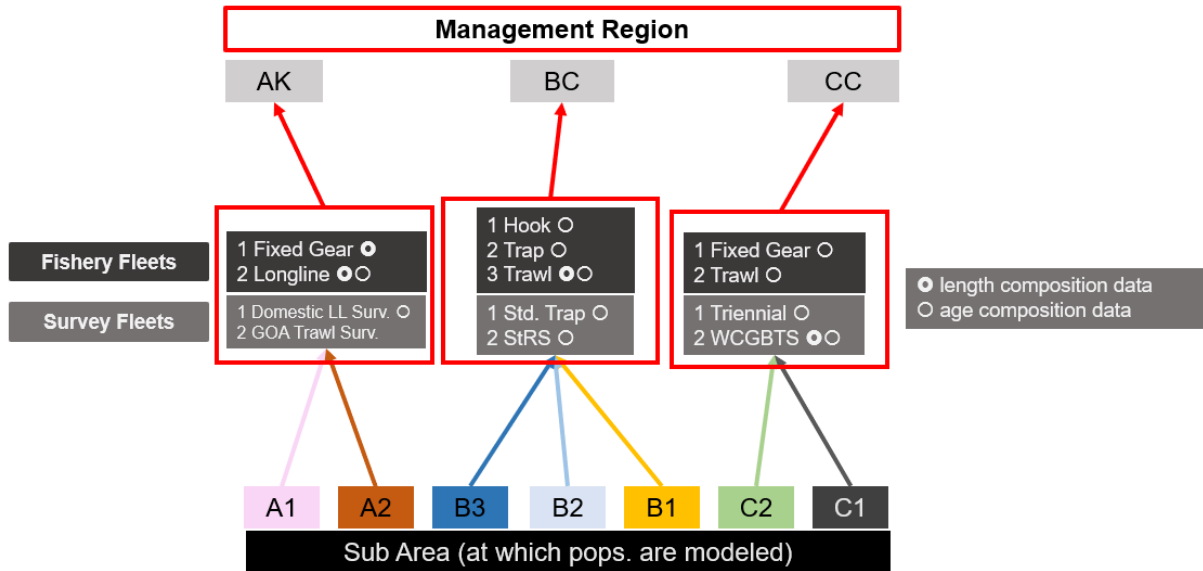 Management Region
AK
BC
CC
Fishery Fleets
Survey Fleets
1 Fixed Gear
2 Longline
1 Domestic LL Surv.
2 GOA Trawl Surv.
1 Hook
2 Trap
3 Trawl
1 Std. Trap
2 StRS
1 Fixed Gear
2 Trawl
1 Triennial
2 WCGBTS
length composition data
age composition data
A1
A2
B3
B2
B1
C2
C1
Sub Area (at which pops. are modeled)